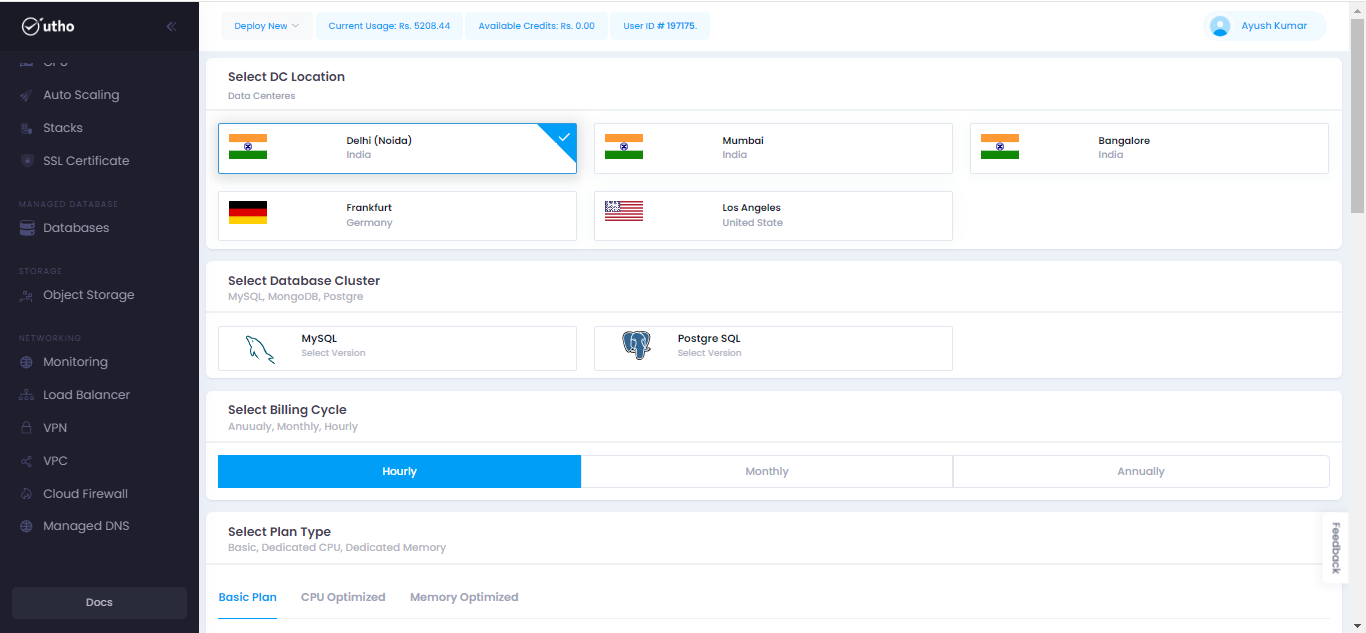 utho
Deploy New
Current Usage: Rs. 5208.44
Available Credits: Rs. 0.00
User ID # 197175.
Ayush Kumar
Auto Scaling
Stacks
SSL Certificate
MANAGED DATABASE
Databases
STORAGE
Object Storage
NETWORKING
Monitoring
Load Balancer
VPN
VPC
Cloud Firewall
Managed DNS
Docs
Select DC Location
Data Centeres
Delhi (Noida)
India
Mumbai
India
Bangalore
India
Frankfurt
Germany
Los Angeles
United State
Select Database Cluster
MySQL, MongoDB, Postgre
MySQL
Select Version
Postgre SQL
Select Version
Select Billing Cycle
Anuualy, Monthly, Hourly
Hourly
Monthly
Annually
Select Plan Type
Basic, Dedicated CPU, Dedicated Memory
Basic Plan
CPU Optimized
Memory Optimized
Feedback